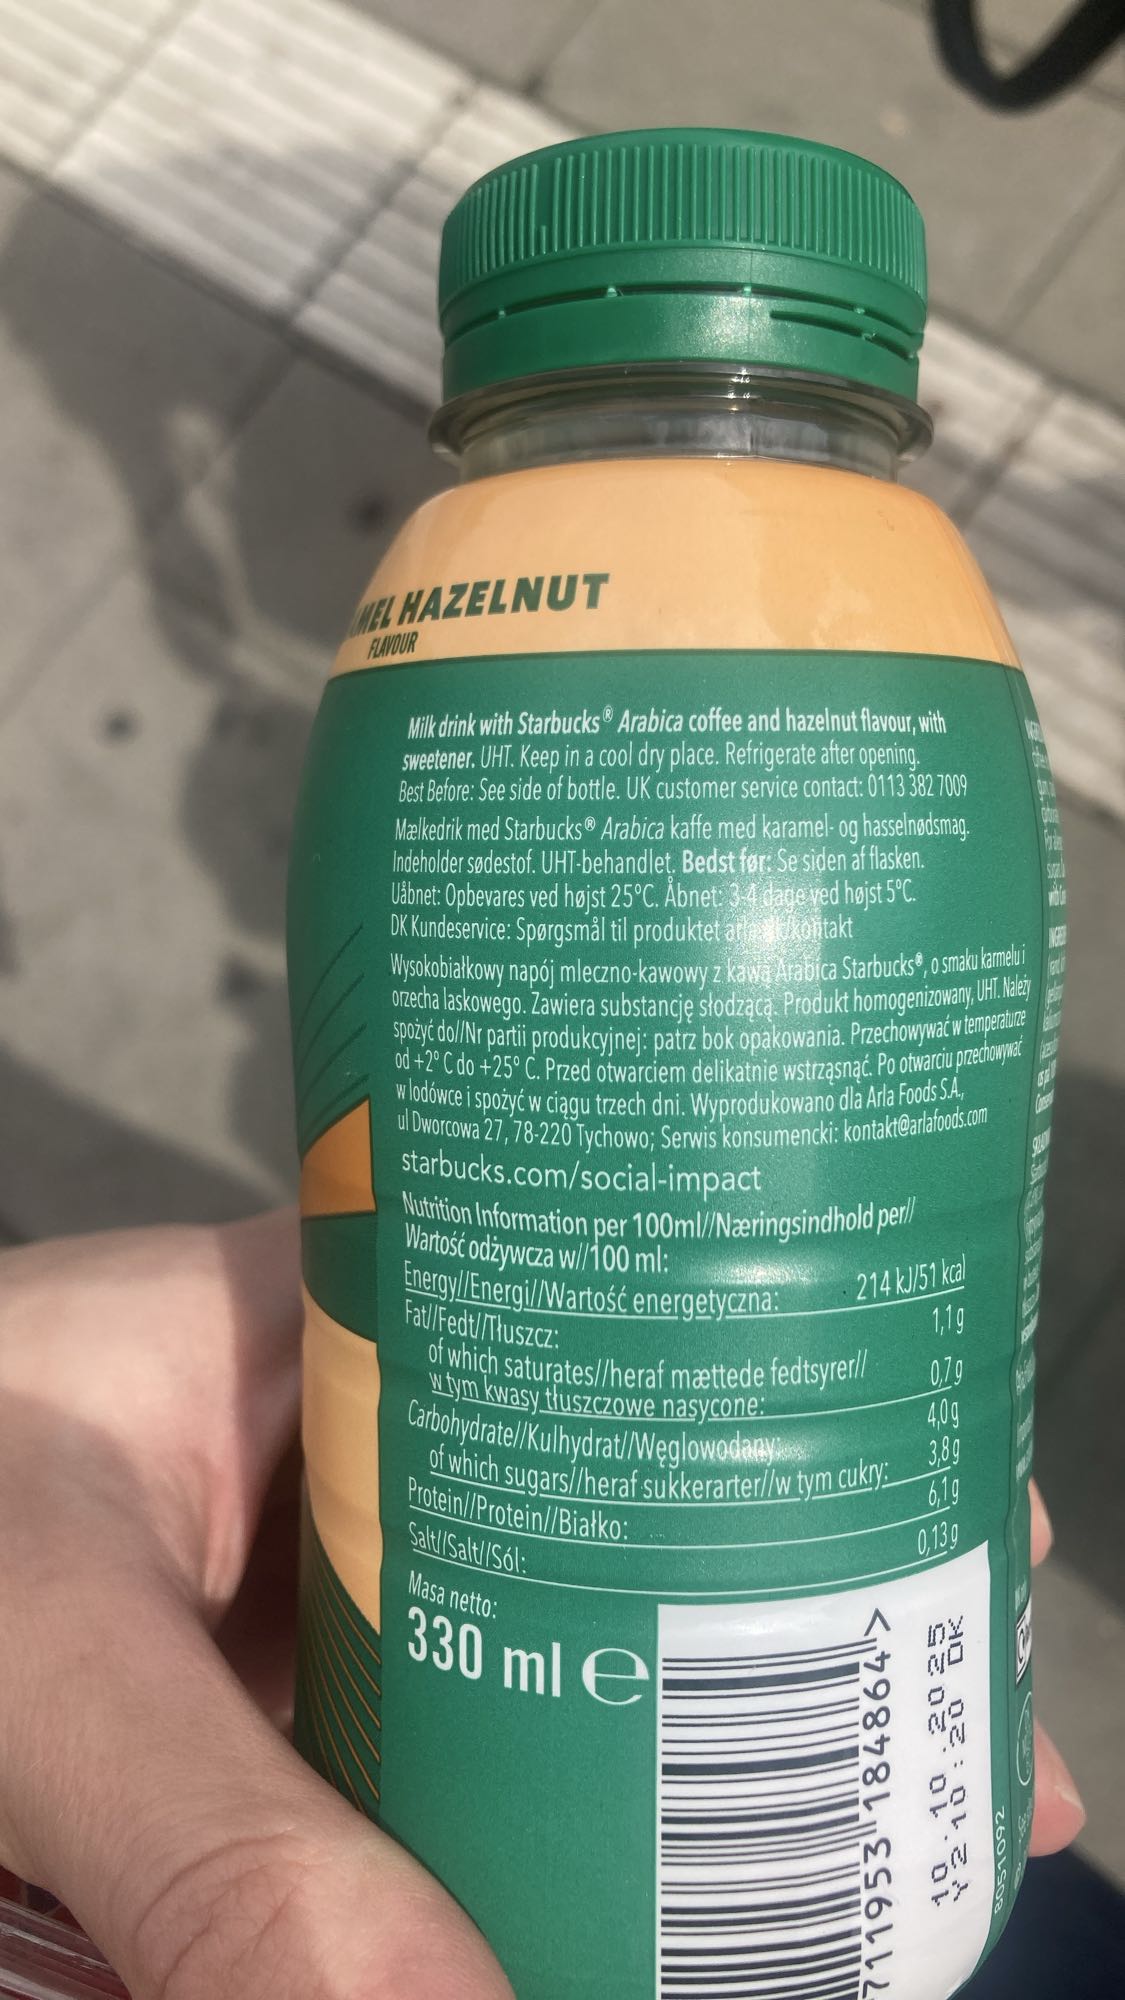 MEL HAZELNUT
FLAVOUR
Milk drink with Starbucks® Arabica coffee and hazelnut flavour, with
sweetener. UHT. Keep in a cool dry place. Refrigerate after opening.
Best Before: See side of bottle. UK customer service contact: 0113 382 7009
Mælkedrik med Starbucks® Arabica kaffe med karamel- og hasselnødsmag.
Indeholder sødestof. UHT-behandlet. Bedst før: Se siden af flasken.
Uåbnet: Opbevares ved højst 25°C. Åbnet: 3-4 dage ved højst 5°C.
DK Kundeservice: Spørgsmål til produktet
Wysokobiałkowy napój mleczno-kawowy z kawą Arabica Starbucks®, o smaku karmelu i
orzecha laskowego. Zawiera substancję słodzącą. Produkt homogenizowany, UHT. Należy
spożyć do//Nr partii produkcyjnej: patrz bok opakowania. Przechowywać w temperaturze
od +2° C do +25° C. Przed otwarciem delikatnie wstrząsnąć. Po otwarciu przechowywać
w lodówce i spożyć w ciągu trzech dni. Wyprodukowano dla Arla Foods S.A.,
ul Dworcowa 27, 78-220 Tychowo; Serwis konsumencki: kontakt@arlafoods.com
starbucks.com/social-impact
Nutrition Information per 100ml//Næringsindhold per//
Wartość odżywcza w//100 ml:
Energy//Energi//Wartość energetyczna: 214 kJ/51 kcal
Fat//Fedt//Tłuszcz: 1,1 g
of which saturates//heraf mættede fedtsyrer//
w tym kwasy tłuszczowe nasycone: 0,7 g
Carbohydrate//Kulhydrat//Węglowodany: 4,0 g
of which sugars//heraf sukkerarter//w tym cukry: 3,8 g
Protein//Protein//Białko: 6,1 g
Salt//Salt//Sól: 0,13 g
Masa netto:
330 ml e
711953 184864 >
10 10 2025
Y2 10:20 DK
8051092